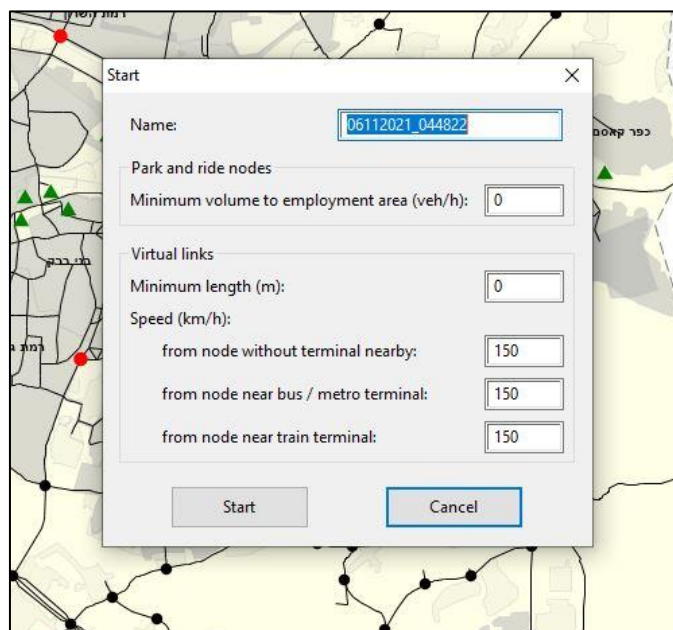 רמת השרון
Start
Name:
06112021_044822
כפר קאסם
Park and ride nodes
Minimum volume to employment area (veh/h):
0
Virtual links
בני ברק
Minimum length (m):
0
Speed (km/h):
from node without terminal nearby:
150
from node near bus / metro terminal:
150
from node near train terminal:
150
Start
Cancel